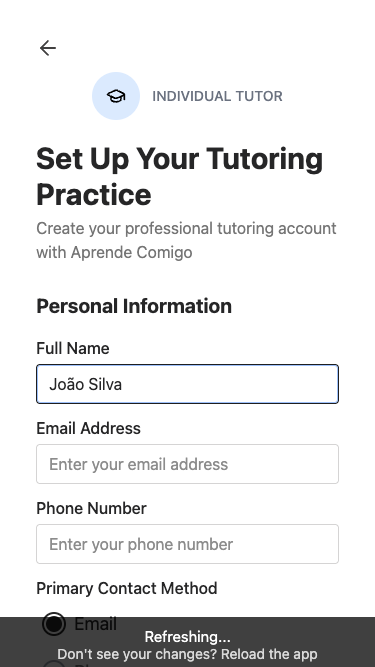 INDIVIDUAL TUTOR
Set Up Your Tutoring
Practice
Create your professional tutoring account
with Aprende Comigo
Personal Information
Full Name
João Silva
Email Address
Enter your email address
Phone Number
Enter your phone number
Primary Contact Method
Email
Refreshing...
Don't see your changes? Reload the app